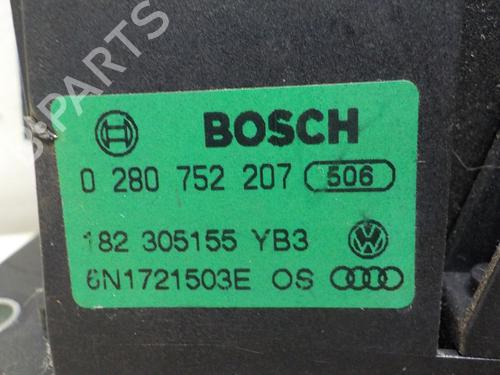 BOSCH
0 280 752 207 506
182 305155 YB3
6N1721503E OS